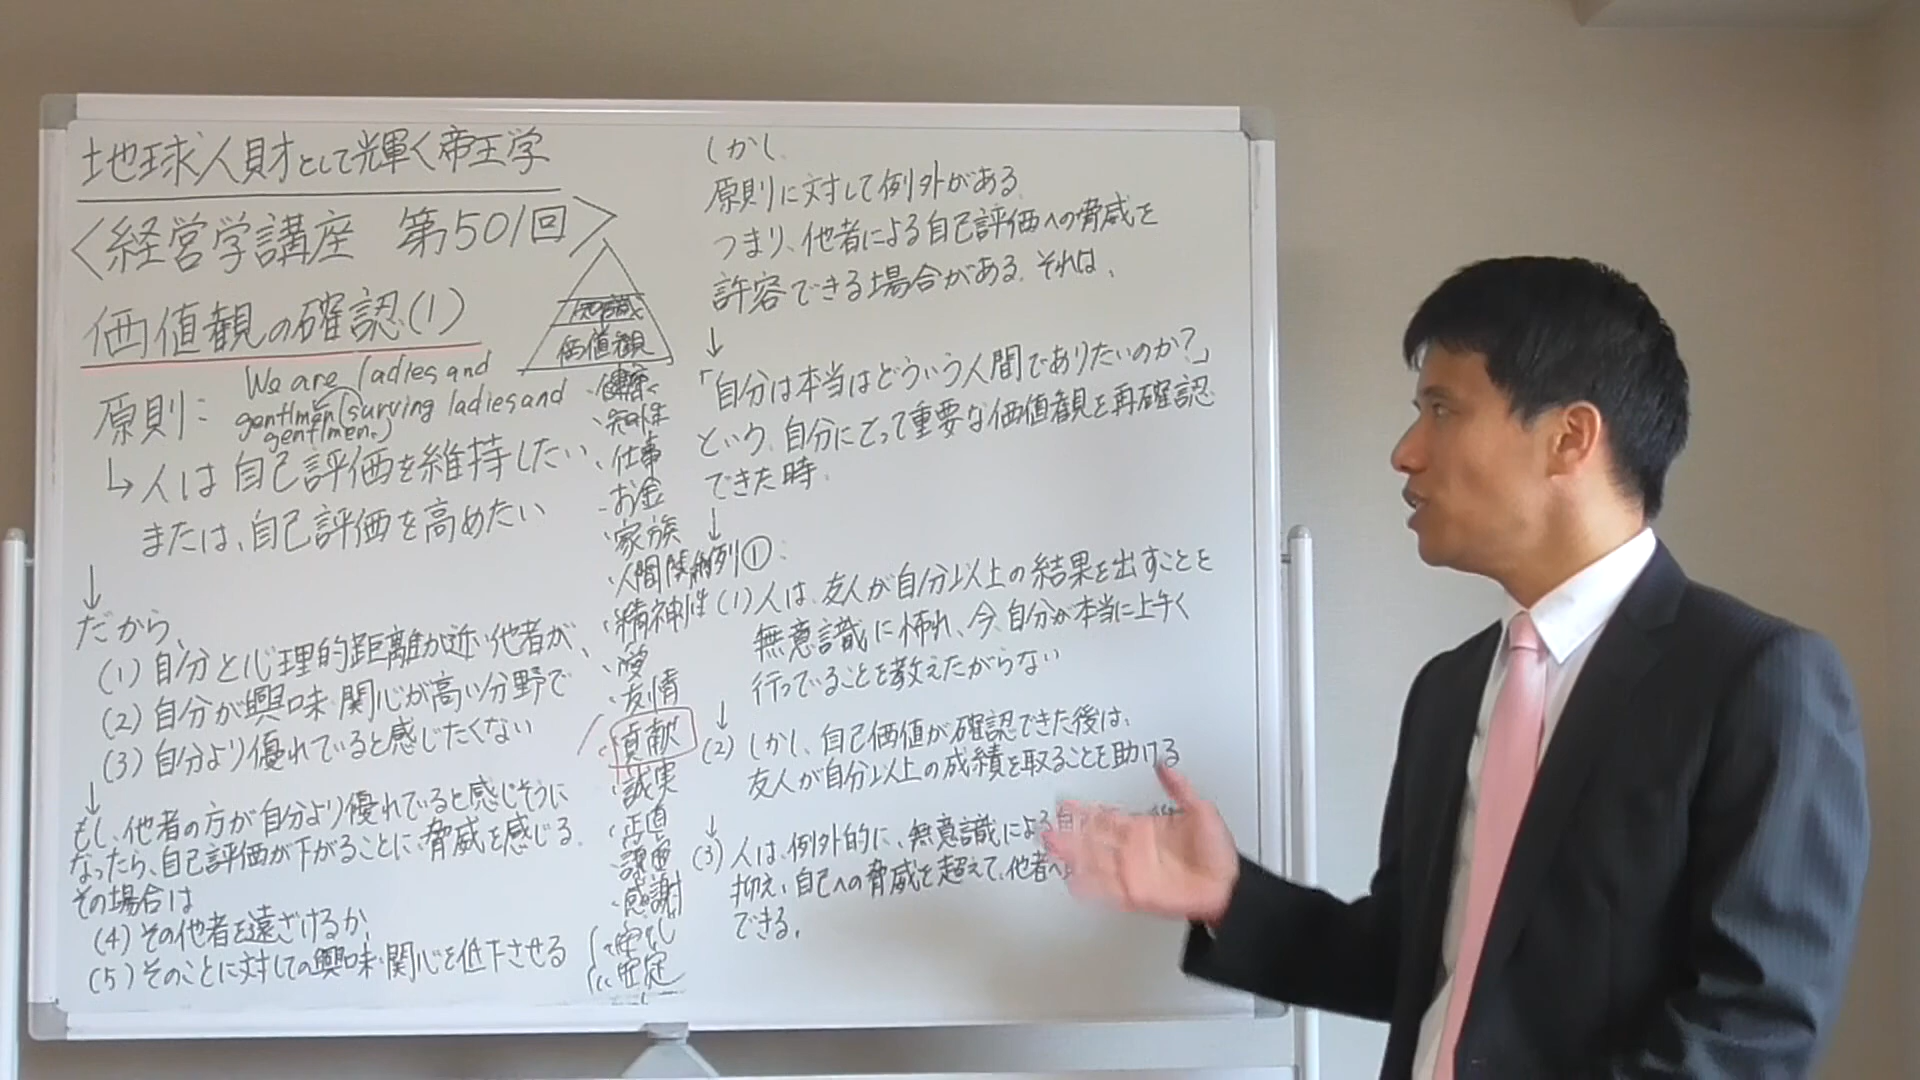 地球人財として輝く帝王学
〈経営学講座 第501回〉
価値観の確認(1)
原則:
We are ladies and
gentlmen(surving ladies and
gentlmen.)
↳人は自己評価を維持したい、
または、自己評価を高めたい
↓
だから、
(1)自分と心理的距離が近い他者が、
(2)自分が興味・関心が高い分野で
(3)自分より優れていると感じたくない
↓
もし、他者の方が自分より優れていると感じそうに
なったら、自己評価が下がることに、脅威を感じる.
その場合は
(4)その他者を遠ざけるか、
(5)そのことに対しての興味・関心を低下させる
知識
価値観
・健康
・知性
・仕事
・お金
・家族
・人間関係
・精神性
・愛
・友情
・貢献
・誠実
・正直
・謙虚
・感謝
・安心
・安定
しかし、
原則に対して例外がある.
つまり、他者による自己評価への脅威を
許容できる場合がある.それは、
↓
「自分は本当はどういう人間でありたいのか?」
という、自分にとって重要な価値観を再確認
できた時.
↓
例①:
(1)人は、友人が自分以上の結果を出すことを
無意識に怖れ、今、自分が本当に上手く
行っていることを教えたがらない
↓
(2)しかし、自己価値が確認できた後は、
友人が自分以上の成績を取ることを助ける
↓
(3)人は、例外的に、無意識による自己
抑え、自己への脅威を超えて、他者へ
できる.